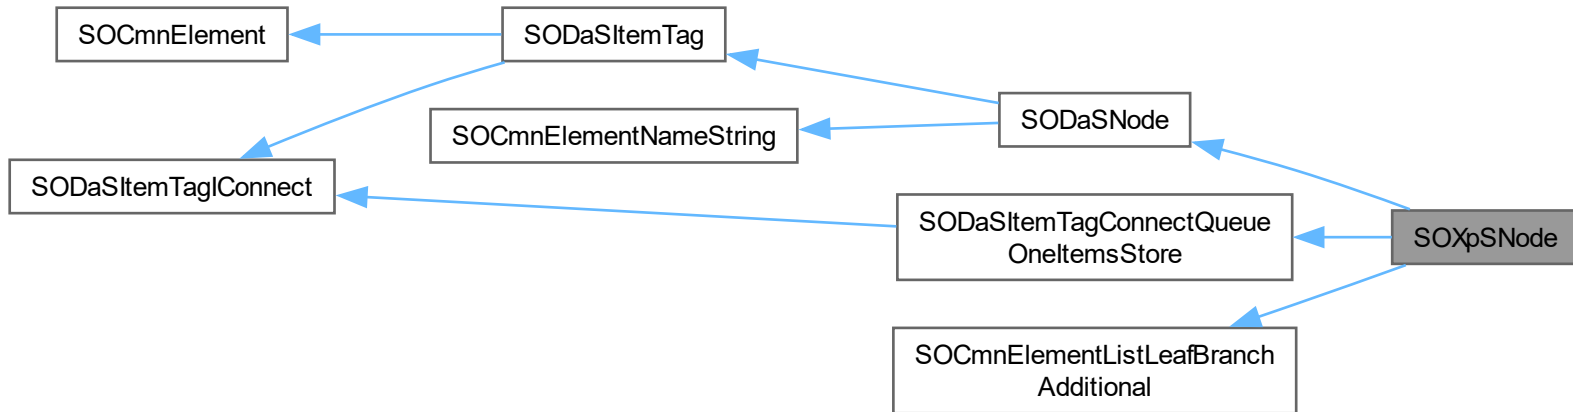 SOCmnElement
SODaSItemTag
SOCmnElementNameString
SODaSNode
SODaSItemTagIConnect
SODaSItemTagConnectQueue
OneItemsStore
SOXpSNode
SOCmnElementListLeafBranch
Additional